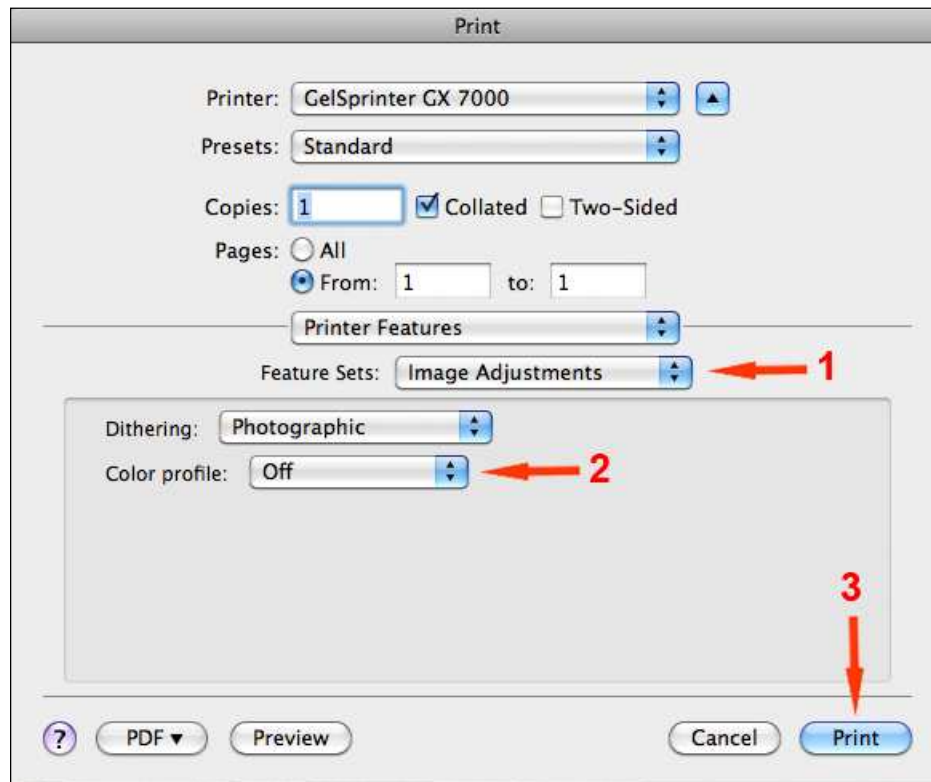 Print
Printer: GelSprinter GX 7000
Presets: Standard
Copies: 1 Collated Two-Sided
Pages: All
From: 1 to: 1
Printer Features
Feature Sets: Image Adjustments 1
Dithering: Photographic
Color profile: Off 2
3
? PDF▼ Preview Cancel Print